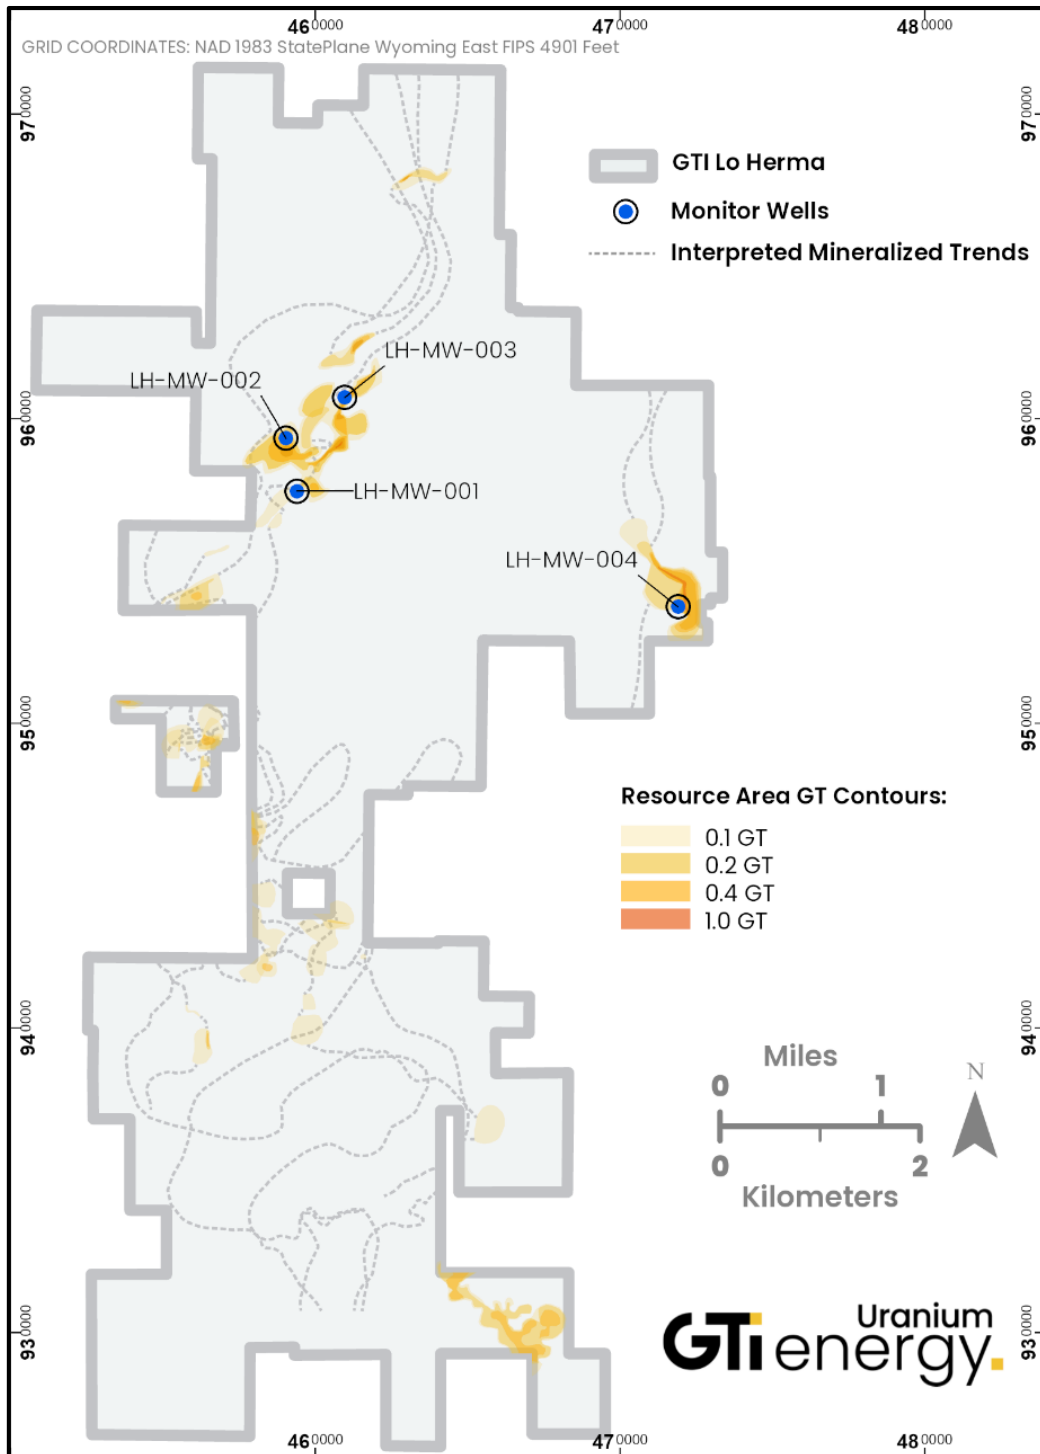 460000 470000 480000
GRID COORDINATES: NAD 1983 StatePlane Wyoming East FIPS 4901 Feet
970000 970000
GTI Lo Herma
Monitor Wells
Interpreted Mineralized Trends
LH-MW-003
LH-MW-002
960000 960000
LH-MW-001
LH-MW-004
950000 950000
Resource Area GT Contours:
0.1 GT
0.2 GT
0.4 GT
1.0 GT
940000 940000
Miles
0 1
N
0 2
Kilometers
930000 930000
Uranium
GTi energy.
460000 470000 480000